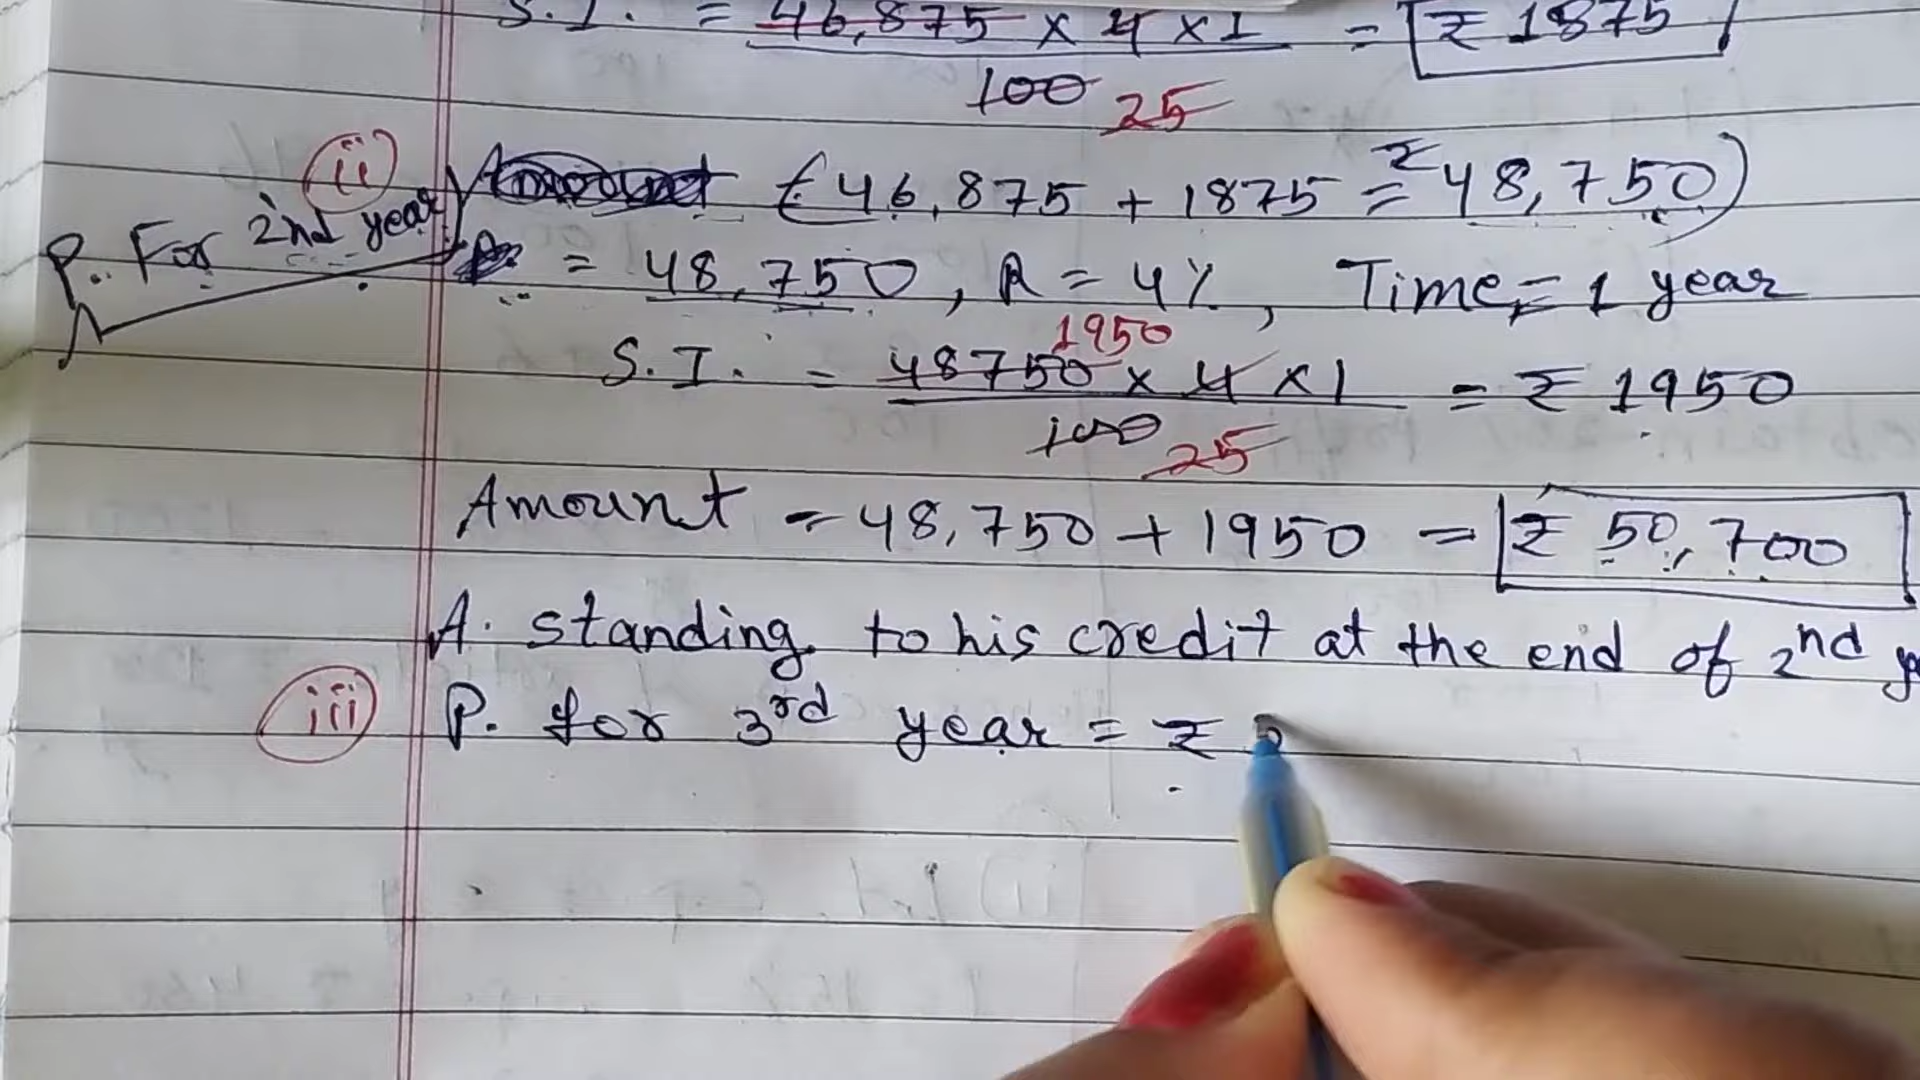 S.I. = 46,875 × 4 × 1 = ₹ 1875
100 25
ii (46,875 + 1875 = ₹ 48,750)
P. For 2nd year = 48,750, R = 4%, Time = 1 year
1950
S.I. = 48750 × 4 × 1 = ₹ 1950
100 25
Amount = 48,750 + 1950 = ₹ 50,700
A. standing to his credit at the end of 2nd
iii P. for 3rd year = ₹